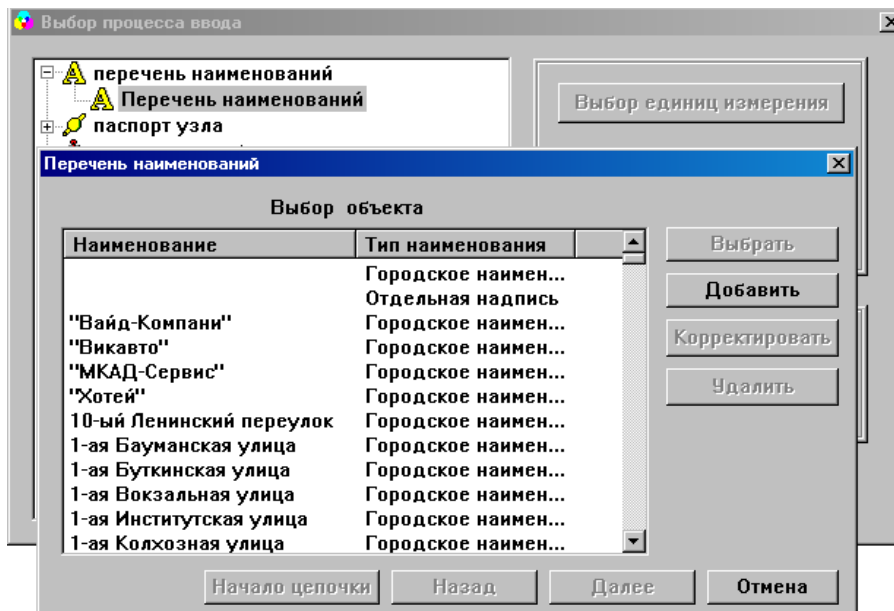 Выбор процесса ввода
перечень наименований
Перечень наименований
паспорт узла
Выбор единиц измерения
Перечень наименований
Выбор объекта
Наименование Тип наименования
Городское наимен...
Отдельная надпись
"Вайд-Компани" Городское наимен...
"Викавто" Городское наимен...
"МКАД-Сервис" Городское наимен...
"Хотей" Городское наимен...
10-ый Ленинский переулок Городское наимен...
1-ая Бауманская улица Городское наимен...
1-ая Буткинская улица Городское наимен...
1-ая Вокзальная улица Городское наимен...
1-ая Институтская улица Городское наимен...
1-ая Колхозная улица Городское наимен...
Выбрать
Добавить
Корректировать
Удалить
Начало цепочки Назад Далее Отмена